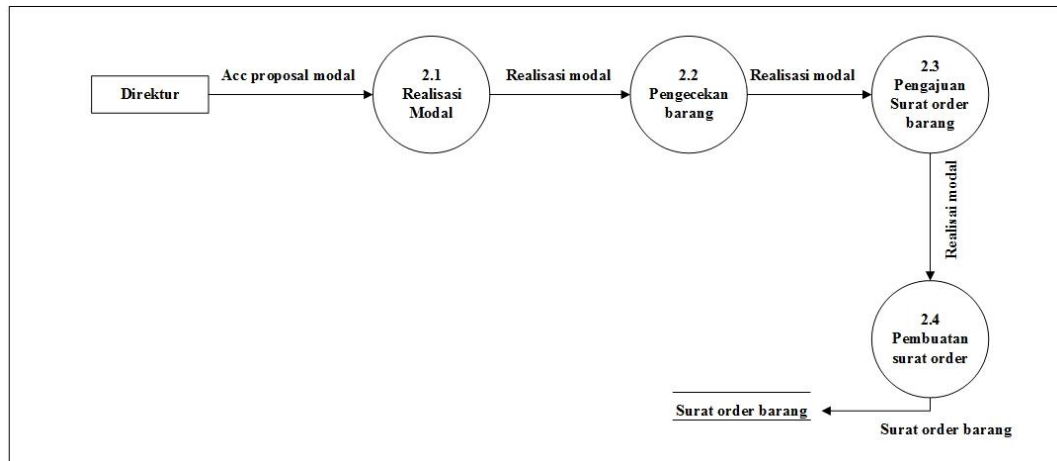 Direktur
Acc proposal modal
2.1
Realisasi
Modal
Realisasi modal
2.2
Pengecekan
barang
Realisasi modal
2.3
Pengajuan
Surat order
barang
Realisai modal
2.4
Pembuatan
surat order
Surat order barang
Surat order barang